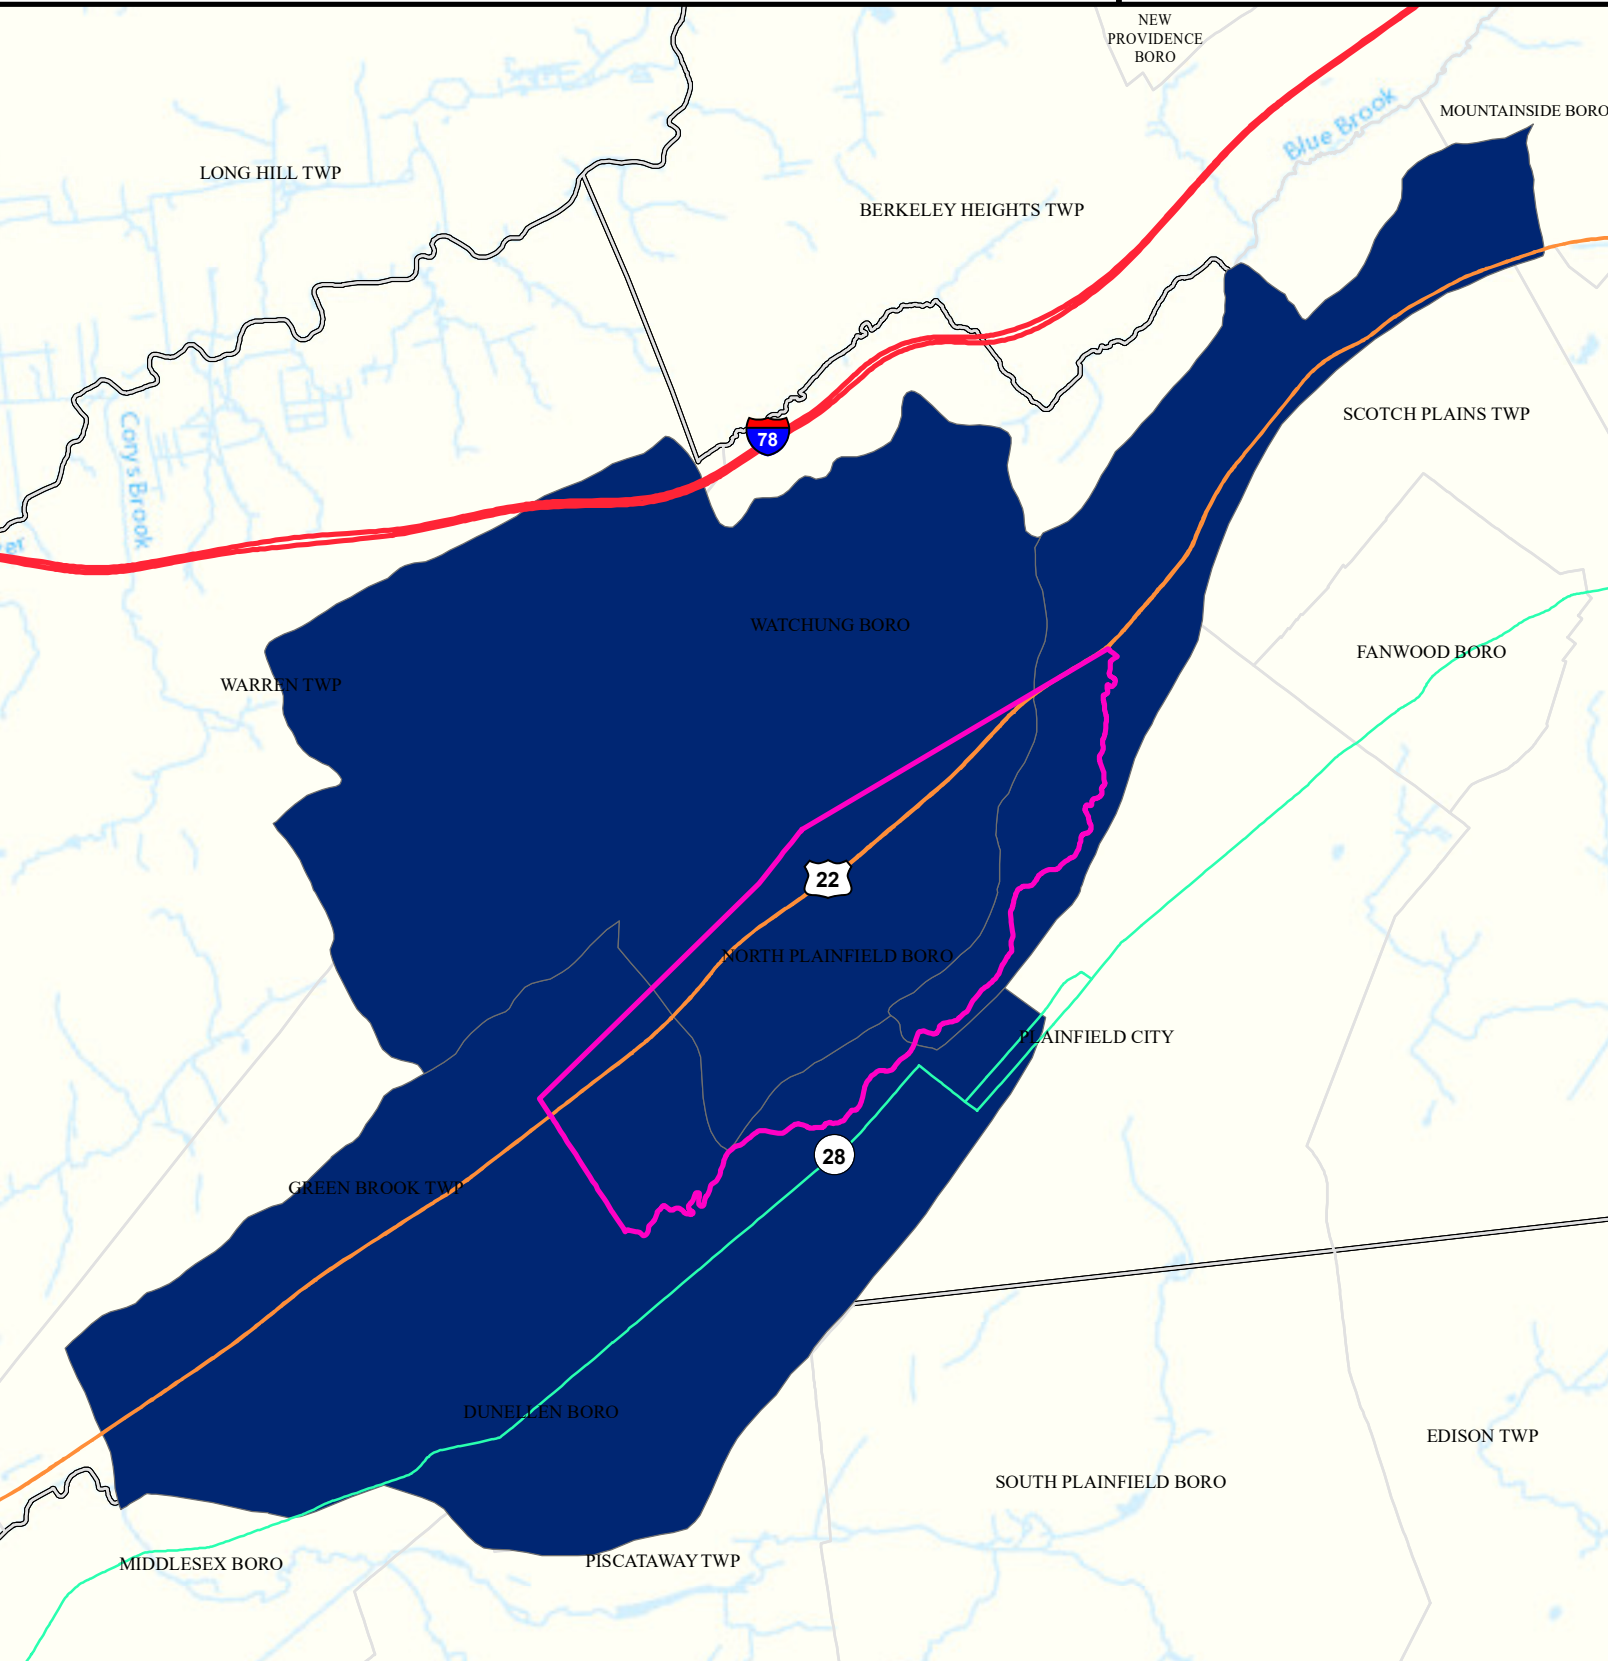 NEW
PROVIDENCE
BORO
MOUNTAINSIDE BORO
Blue Brook
LONG HILL TWP
BERKELEY HEIGHTS TWP
SCOTCH PLAINS TWP
78
Corys Brook
WATCHUNG BORO
FANWOOD BORO
WARREN TWP
22
NORTH PLAINFIELD BORO
PLAINFIELD CITY
28
GREEN BROOK TWP
DUNELLEN BORO
EDISON TWP
SOUTH PLAINFIELD BORO
MIDDLESEX BORO
PISCATAWAY TWP